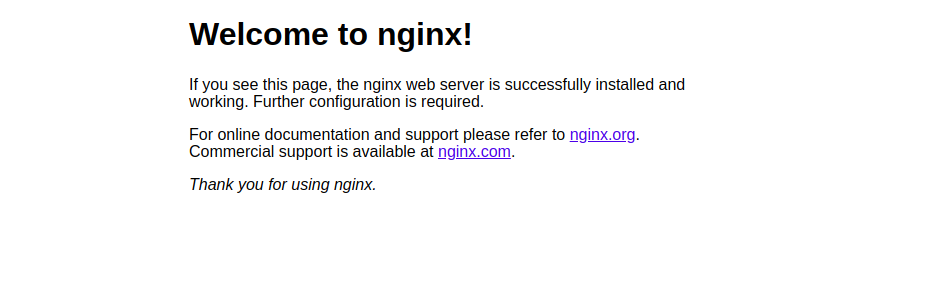 Welcome to nginx!
If you see this page, the nginx web server is successfully installed and
working. Further configuration is required.
For online documentation and support please refer to nginx.org.
Commercial support is available at nginx.com.
Thank you for using nginx.